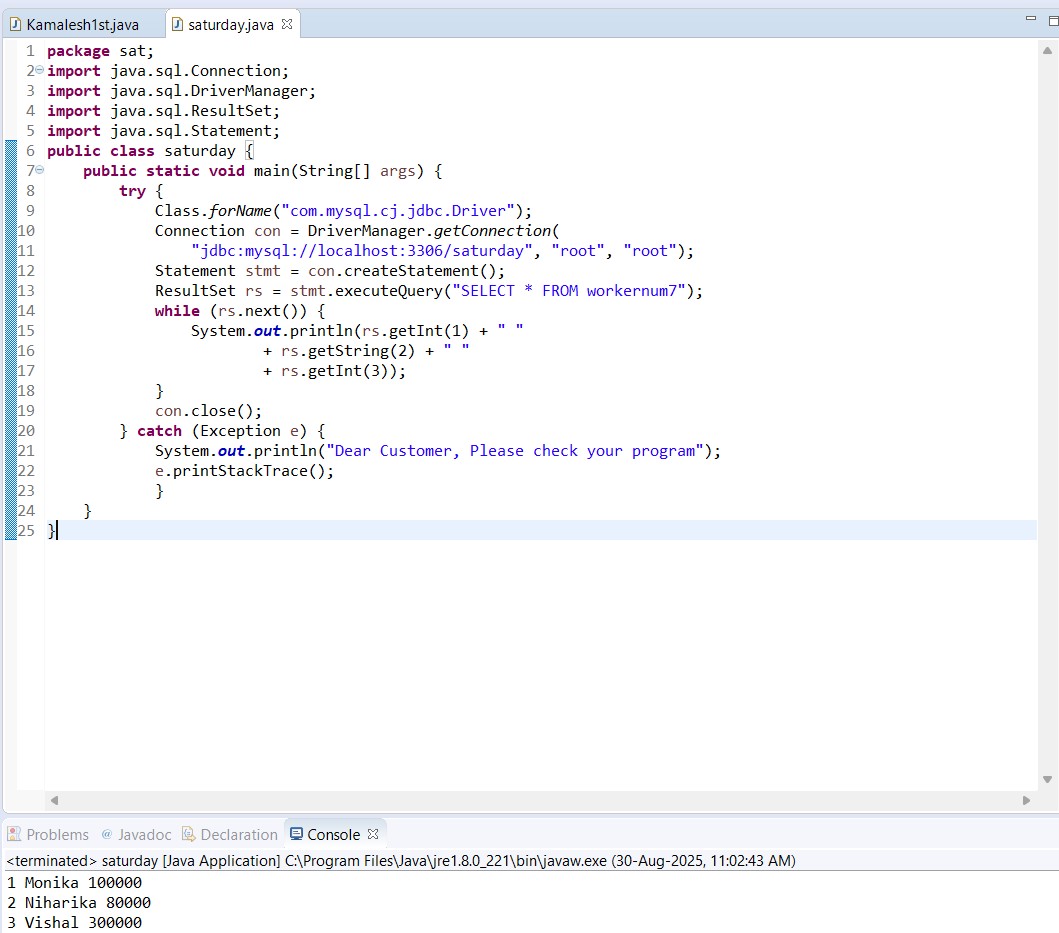 Kamalesh1st.java saturday.java
1 package sat;
2 import java.sql.Connection;
3 import java.sql.DriverManager;
4 import java.sql.ResultSet;
5 import java.sql.Statement;
6 public class saturday {
7     public static void main(String[] args) {
8         try {
9             Class.forName("com.mysql.cj.jdbc.Driver");
10             Connection con = DriverManager.getConnection(
11                 "jdbc:mysql://localhost:3306/saturday", "root", "root");
12             Statement stmt = con.createStatement();
13             ResultSet rs = stmt.executeQuery("SELECT * FROM workernum7");
14             while (rs.next()) {
15                 System.out.println(rs.getInt(1) + " "
16                         + rs.getString(2) + " "
17                         + rs.getInt(3));
18             }
19             con.close();
20         } catch (Exception e) {
21             System.out.println("Dear Customer, Please check your program");
22             e.printStackTrace();
23             }
24     }
25 }
Problems @ Javadoc Declaration Console
<terminated> saturday [Java Application] C:\Program Files\Java\jre1.8.0_221\bin\javaw.exe (30-Aug-2025, 11:02:43 AM)
1 Monika 100000
2 Niharika 80000
3 Vishal 300000